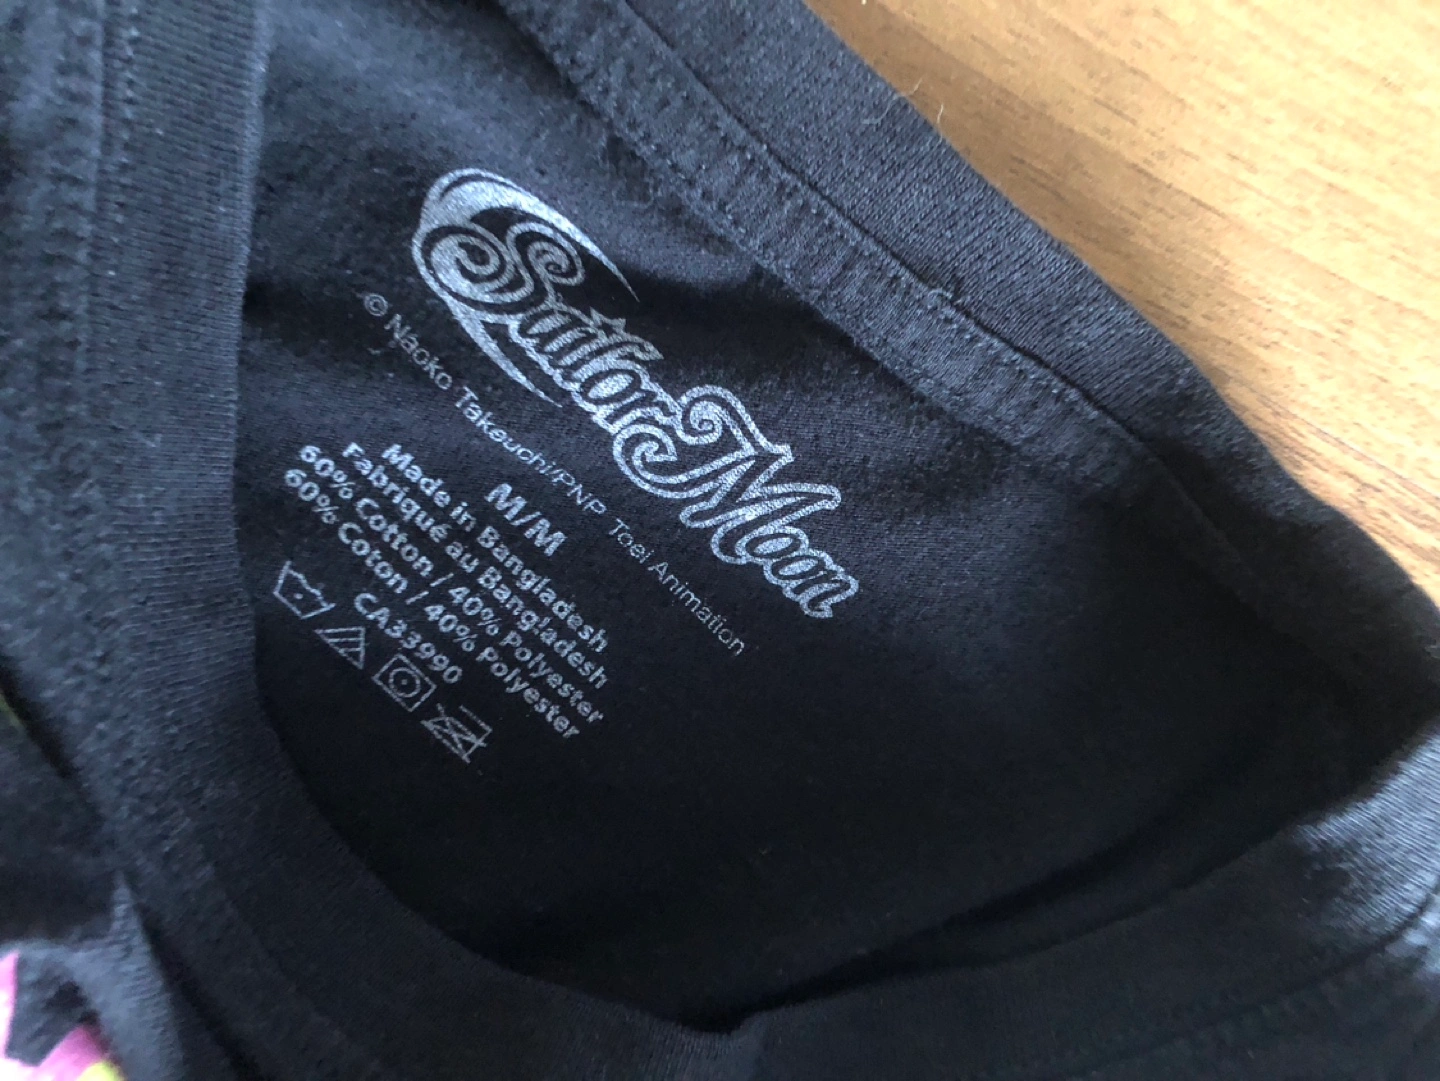 Sailor Moon
© Naoko Takeuchi/PNP Toei Animation
M/M
Made in Bangladesh
Fabriqué au Bangladesh
60% Cotton / 40% Polyester
60% Coton / 40% Polyester
CA33990